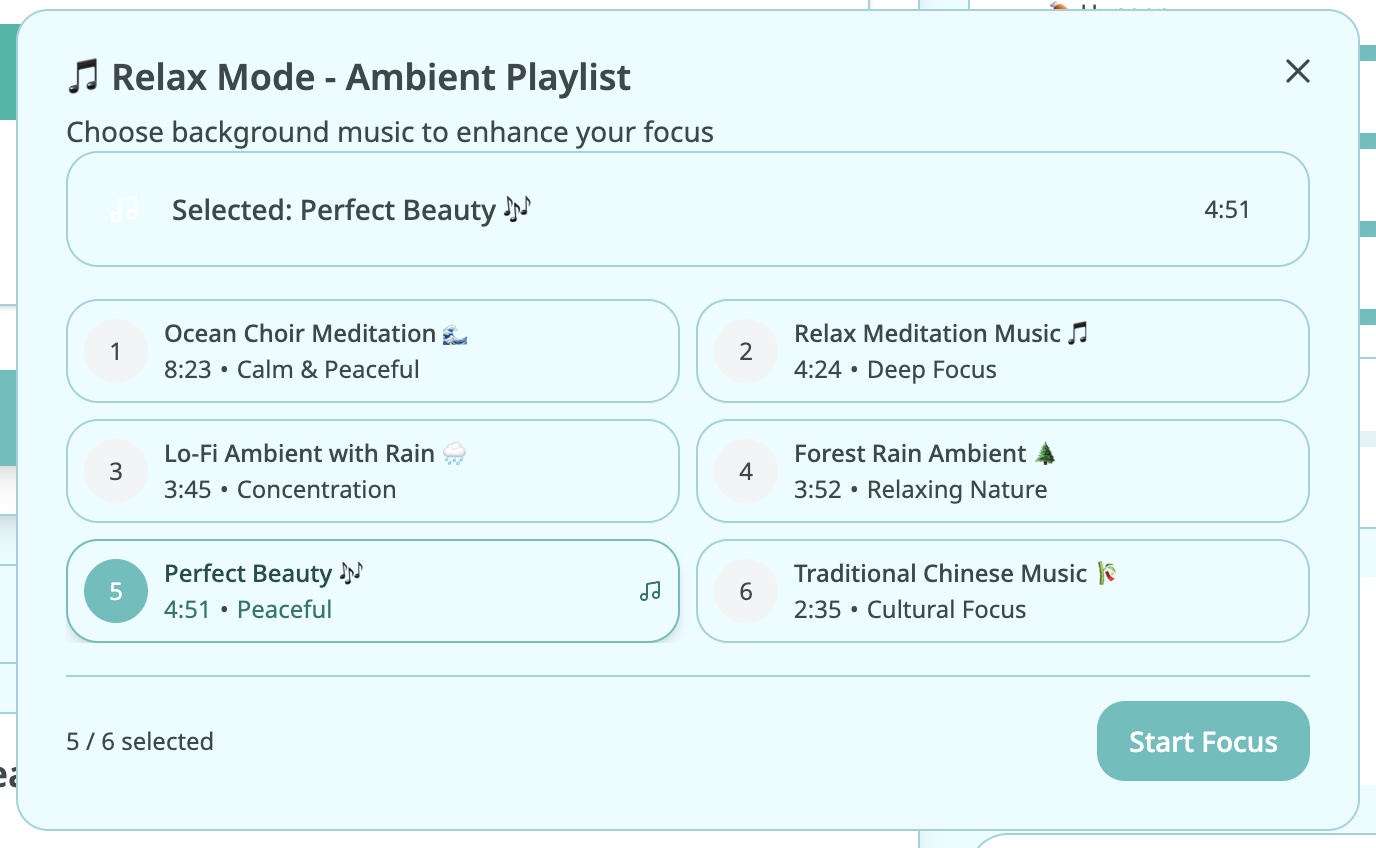 🎵 Relax Mode - Ambient Playlist
Choose background music to enhance your focus
Selected: Perfect Beauty 🎶
4:51
1
Ocean Choir Meditation 🌊
8:23 • Calm & Peaceful
2
Relax Meditation Music 🎵
4:24 • Deep Focus
3
Lo-Fi Ambient with Rain 🌧️
3:45 • Concentration
4
Forest Rain Ambient 🌲
3:52 • Relaxing Nature
5
Perfect Beauty 🎶
4:51 • Peaceful
6
Traditional Chinese Music 🎋
2:35 • Cultural Focus
5 / 6 selected
Start Focus